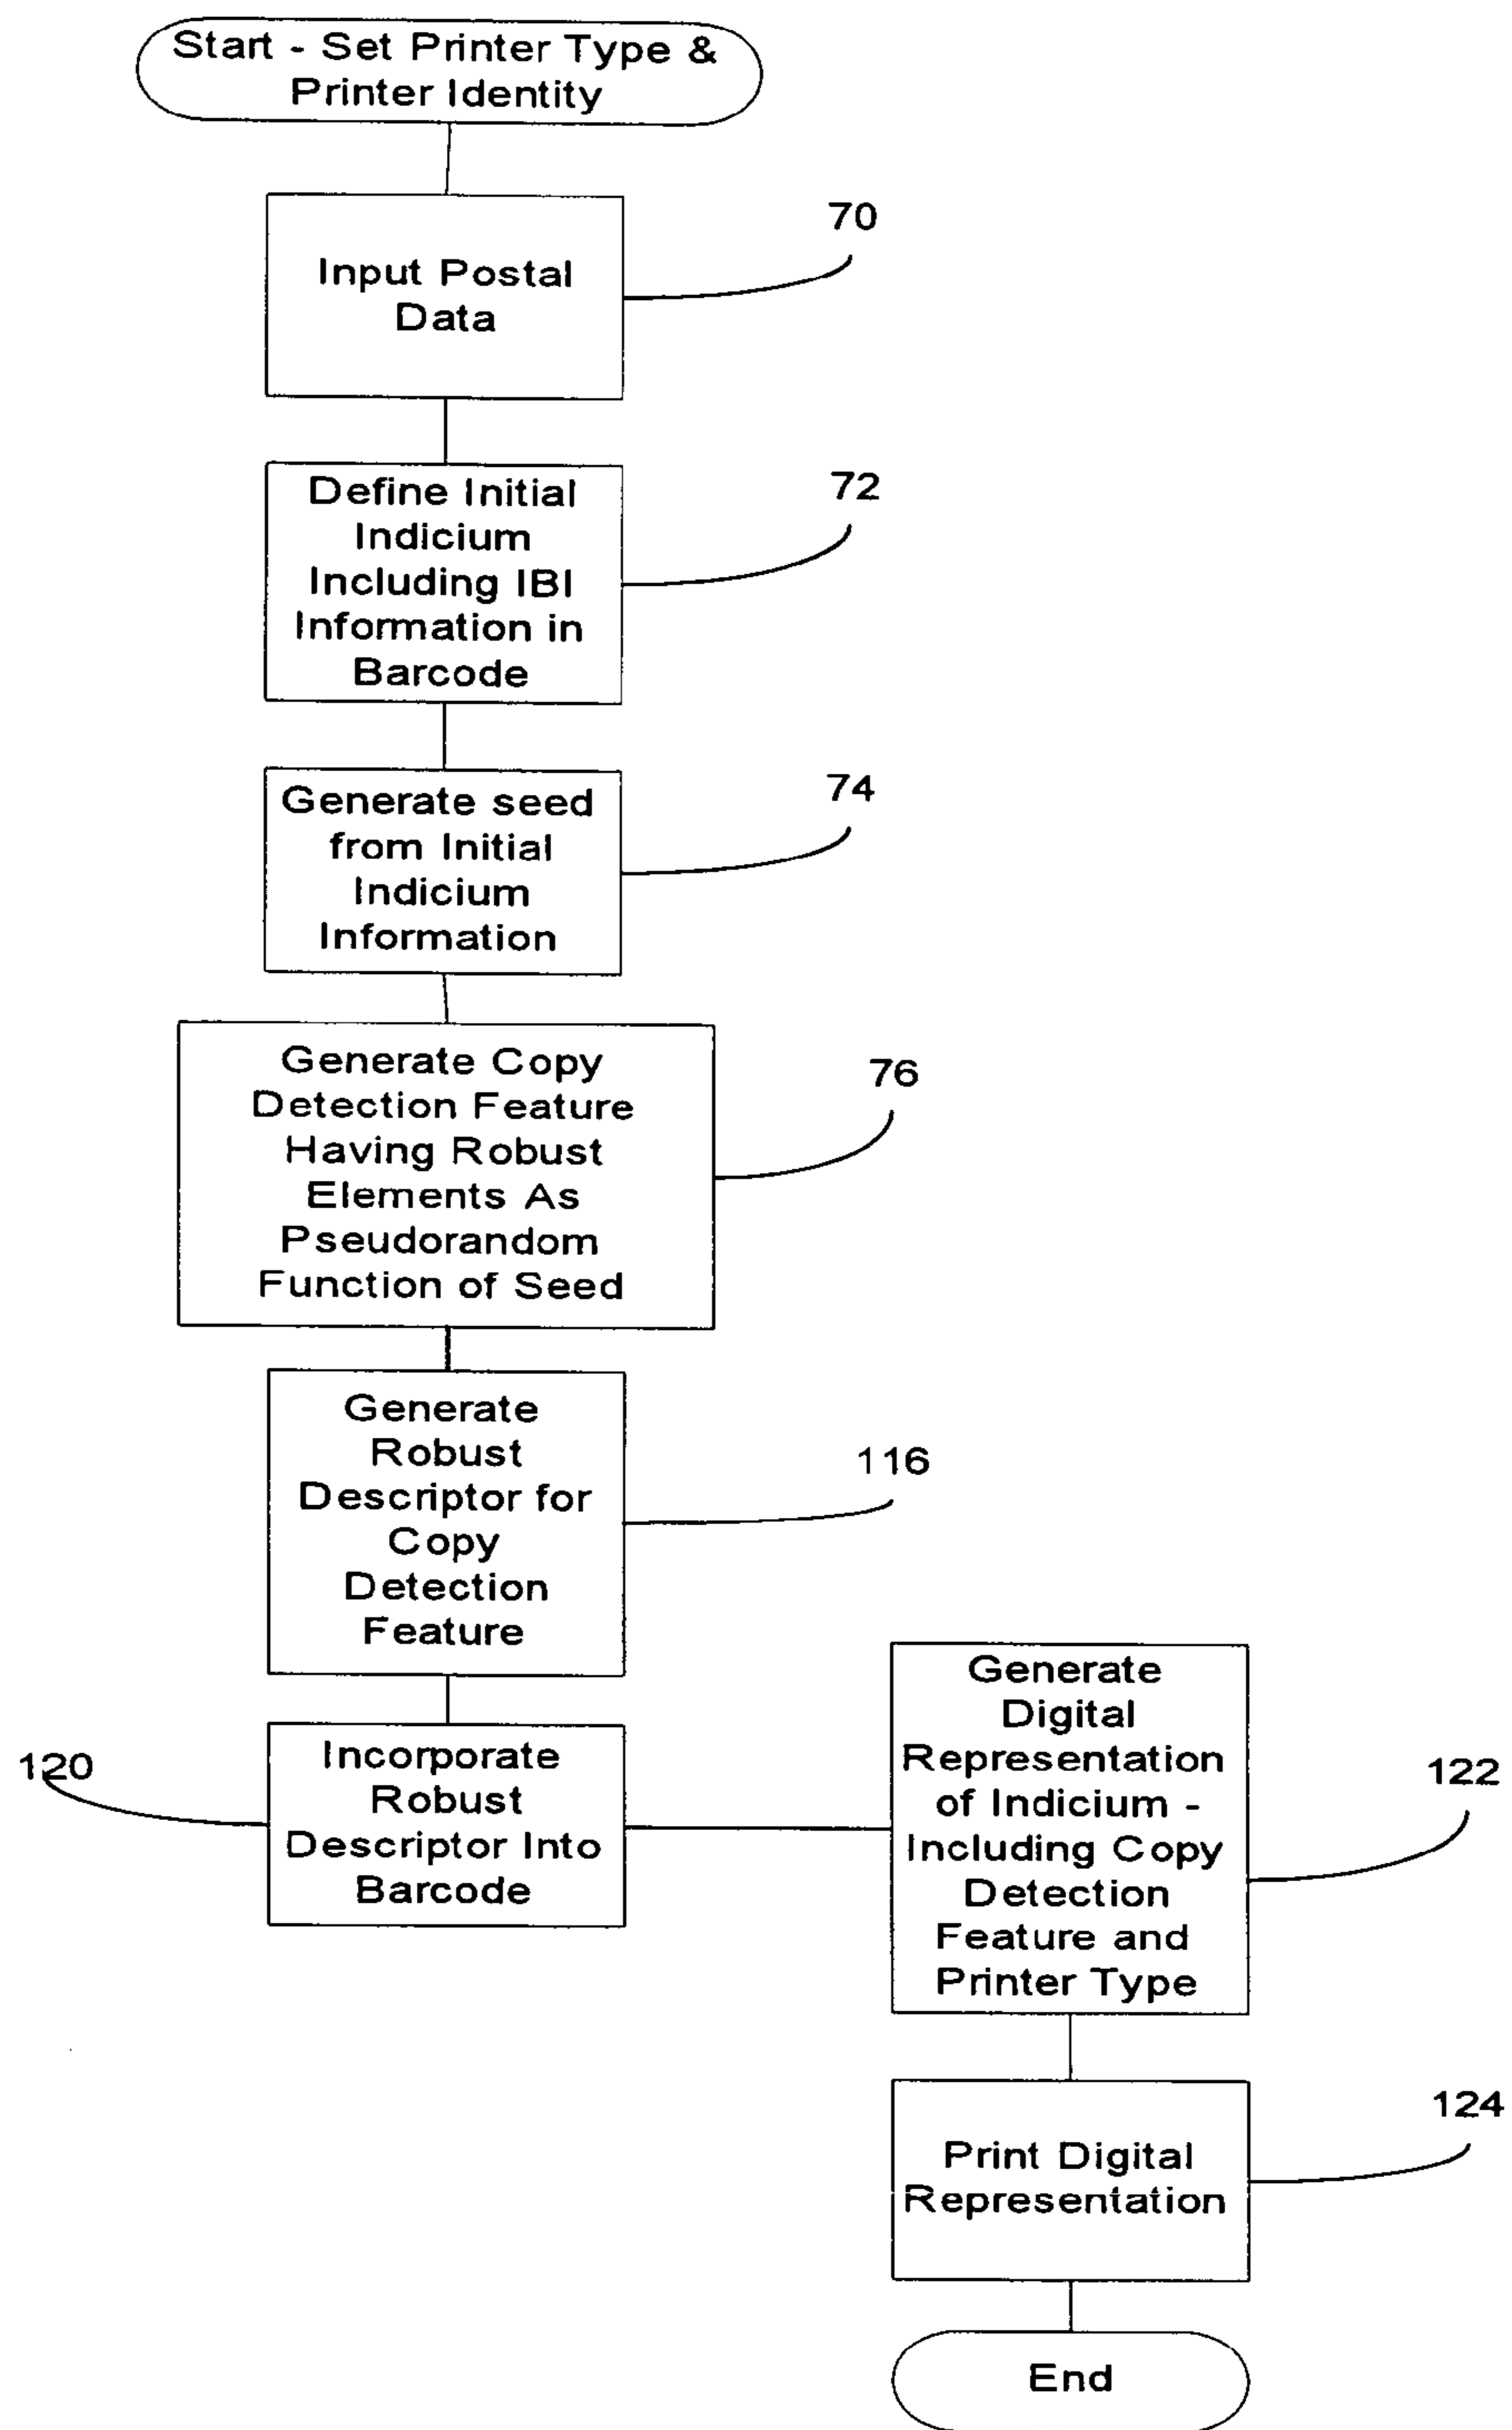 Start - Set Printer Type &
Printer Identity
Input Postal
Data
70
Define Initial
Indicium
Including IBI
Information in
Barcode
72
Generate seed
from Initial
Indicium
Information
74
Generate Copy
Detection Feature
Having Robust
Elements As
Pseudorandom
Function of Seed
76
Generate
Robust
Descriptor for
Copy
Detection
Feature
116
120
Incorporate
Robust
Descriptor Into
Barcode
Generate
Digital
Representation
of Indicium -
Including Copy
Detection
Feature and
Printer Type
122
Print Digital
Representation
124
End